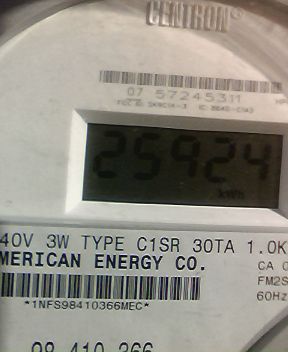 CENTRON®
07 57245311
25924
kWh
40V 3W TYPE C1SR 30TA 1.0K
MERICAN ENERGY CO.
CA 0
FM2S
60Hz
*1NFS98410366MEC*
98 410 366